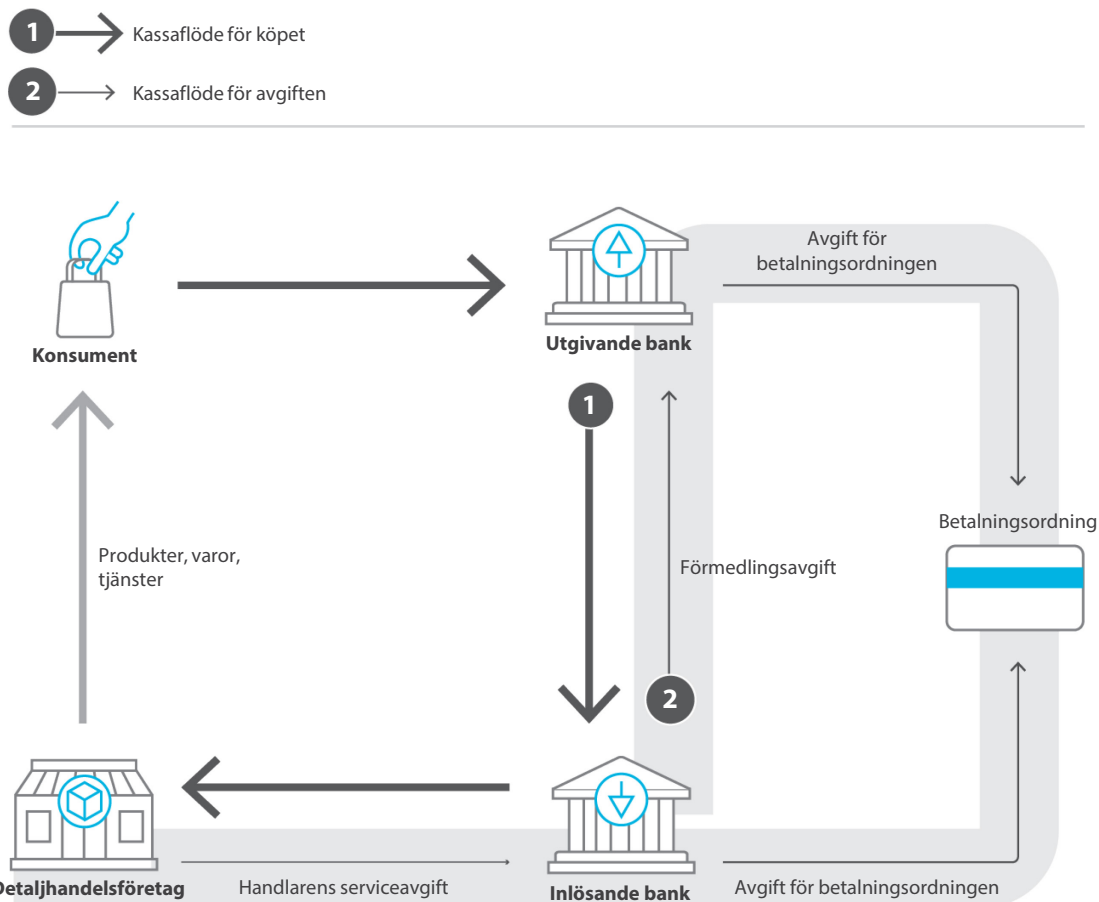 1 Kassaflöde för köpet
2 Kassaflöde för avgiften
Avgift för
betalningsordningen
Konsument
Utgivande bank
1
Betalningsordning
Produkter, varor,
tjänster
Förmedlingsavgift
2
Detaljhandelsföretag
Handlarens serviceavgift
Inlösande bank
Avgift för betalningsordningen